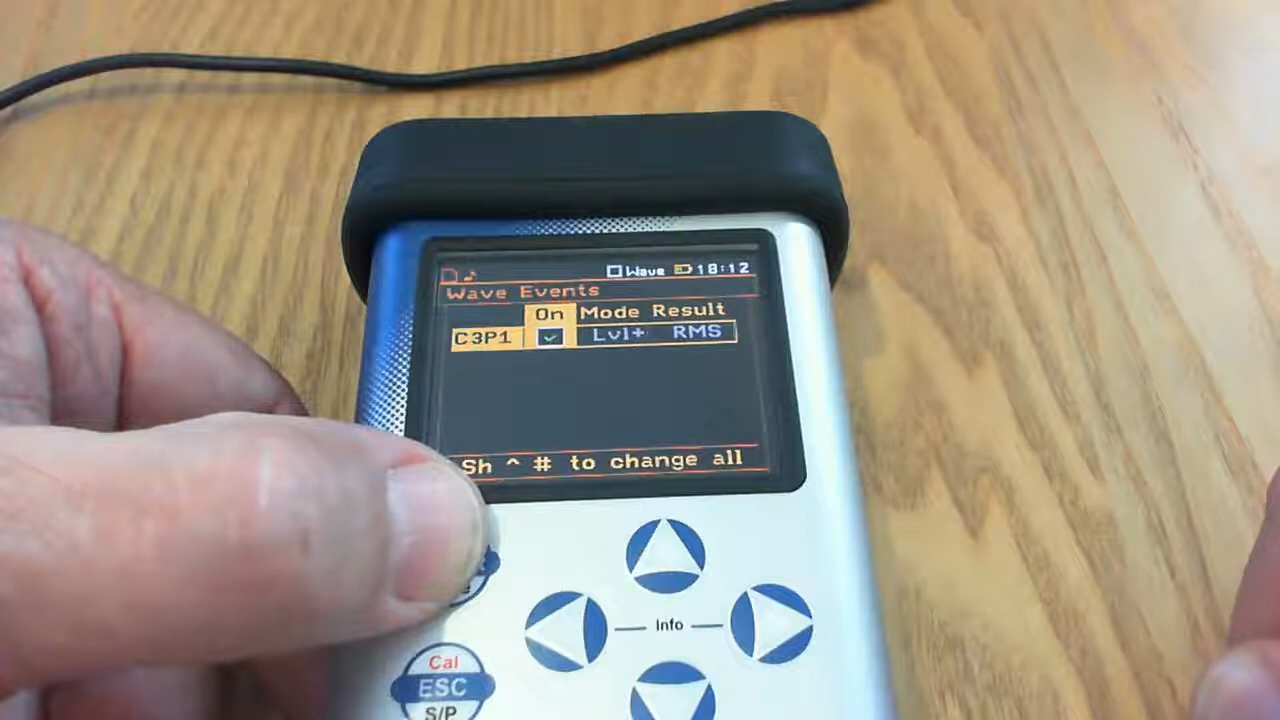 Wave 18:12
Wave Events
On Mode Result
C3P1 Lvl+ RMS
Sh ^ # to change all
Info
Cal
ESC
S/P